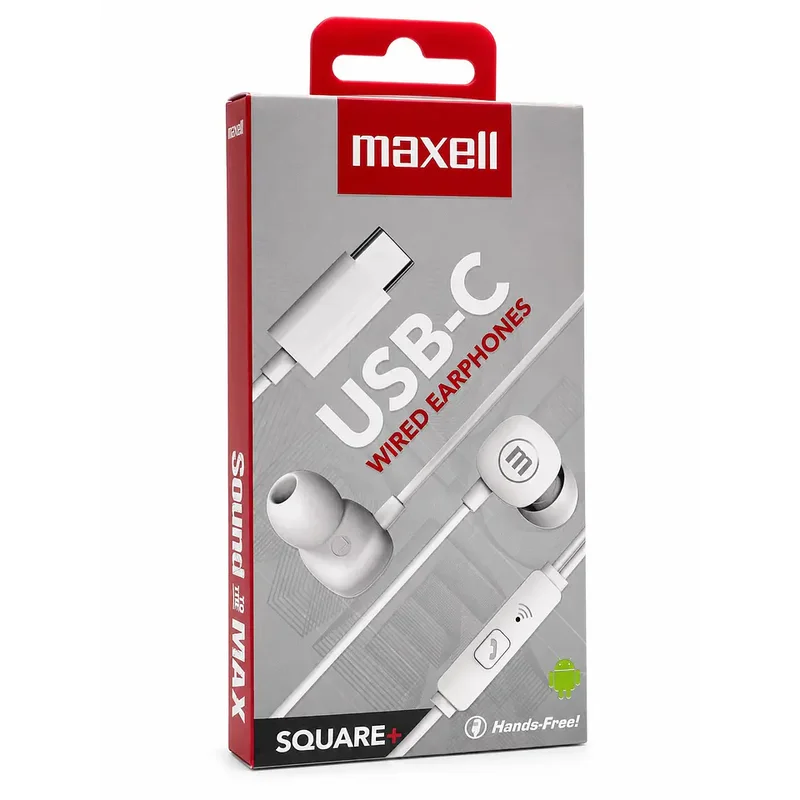 maxell
maxell
USB-C
WIRED EARPHONES
m
Sound TO THE MAX
SQUARE+
Hands-Free!